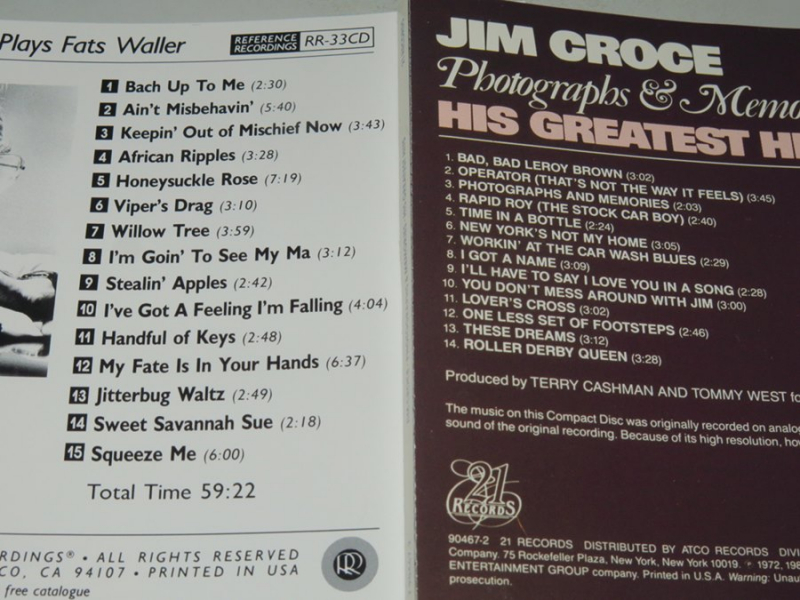 Plays Fats Waller
REFERENCE RECORDINGS RR-33CD
1 Bach Up To Me (2:30)
2 Ain't Misbehavin' (5:40)
3 Keepin' Out of Mischief Now (3:43)
4 African Ripples (3:28)
5 Honeysuckle Rose (7:19)
6 Viper's Drag (3:10)
7 Willow Tree (3:59)
8 I'm Goin' To See My Ma (3:12)
9 Stealin' Apples (2:42)
10 I've Got A Feeling I'm Falling (4:04)
11 Handful of Keys (2:48)
12 My Fate Is In Your Hands (6:37)
13 Jitterbug Waltz (2:49)
14 Sweet Savannah Sue (2:18)
15 Squeeze Me (6:00)
Total Time 59:22
RDINGS® • ALL RIGHTS RESERVED
CO, CA 94107 • PRINTED IN USA
free catalogue
RR
JIM CROCE
Photographs & Memo
HIS GREATEST HI
1. BAD, BAD LEROY BROWN (3:02)
2. OPERATOR (THAT'S NOT THE WAY IT FEELS) (3:45)
3. PHOTOGRAPHS AND MEMORIES (2:03)
4. RAPID ROY (THE STOCK CAR BOY) (2:40)
5. TIME IN A BOTTLE (2:24)
6. NEW YORK'S NOT MY HOME (3:05)
7. WORKIN' AT THE CAR WASH BLUES (2:29)
8. I GOT A NAME (3:09)
9. I'LL HAVE TO SAY I LOVE YOU IN A SONG (2:28)
10. YOU DON'T MESS AROUND WITH JIM (3:00)
11. LOVER'S CROSS (3:02)
12. ONE LESS SET OF FOOTSTEPS (2:46)
13. THESE DREAMS (3:12)
14. ROLLER DERBY QUEEN (3:28)
Produced by TERRY CASHMAN AND TOMMY WEST fo
The music on this Compact Disc was originally recorded on analog
sound of the original recording. Because of its high resolution, how
21 RECORDS
90467-2 21 RECORDS DISTRIBUTED BY ATCO RECORDS DIVI
Company. 75 Rockefeller Plaza, New York, New York 10019. ℗ 1972, 198
ENTERTAINMENT GROUP company. Printed in U.S.A. Warning: Unau
prosecution.